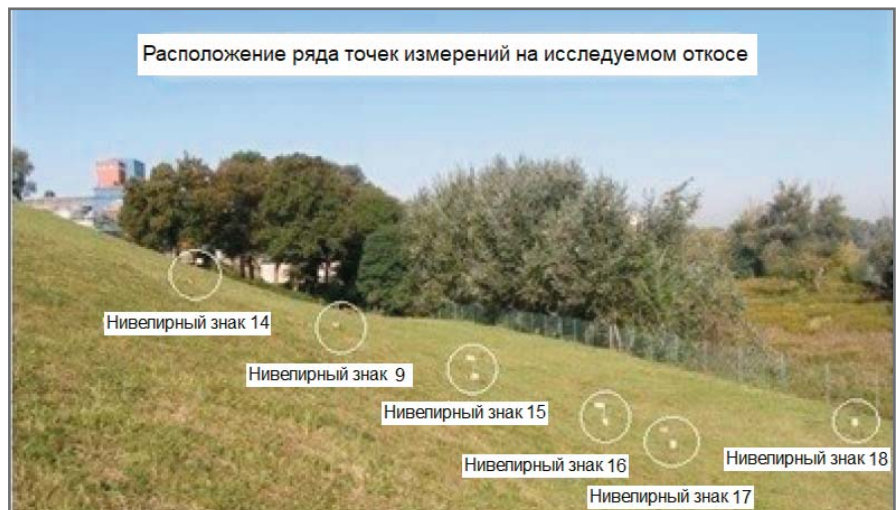 Расположение ряда точек измерений на исследуемом откосе
Нивелирный знак 14
Нивелирный знак 9
Нивелирный знак 15
Нивелирный знак 16
Нивелирный знак 18
Нивелирный знак 17